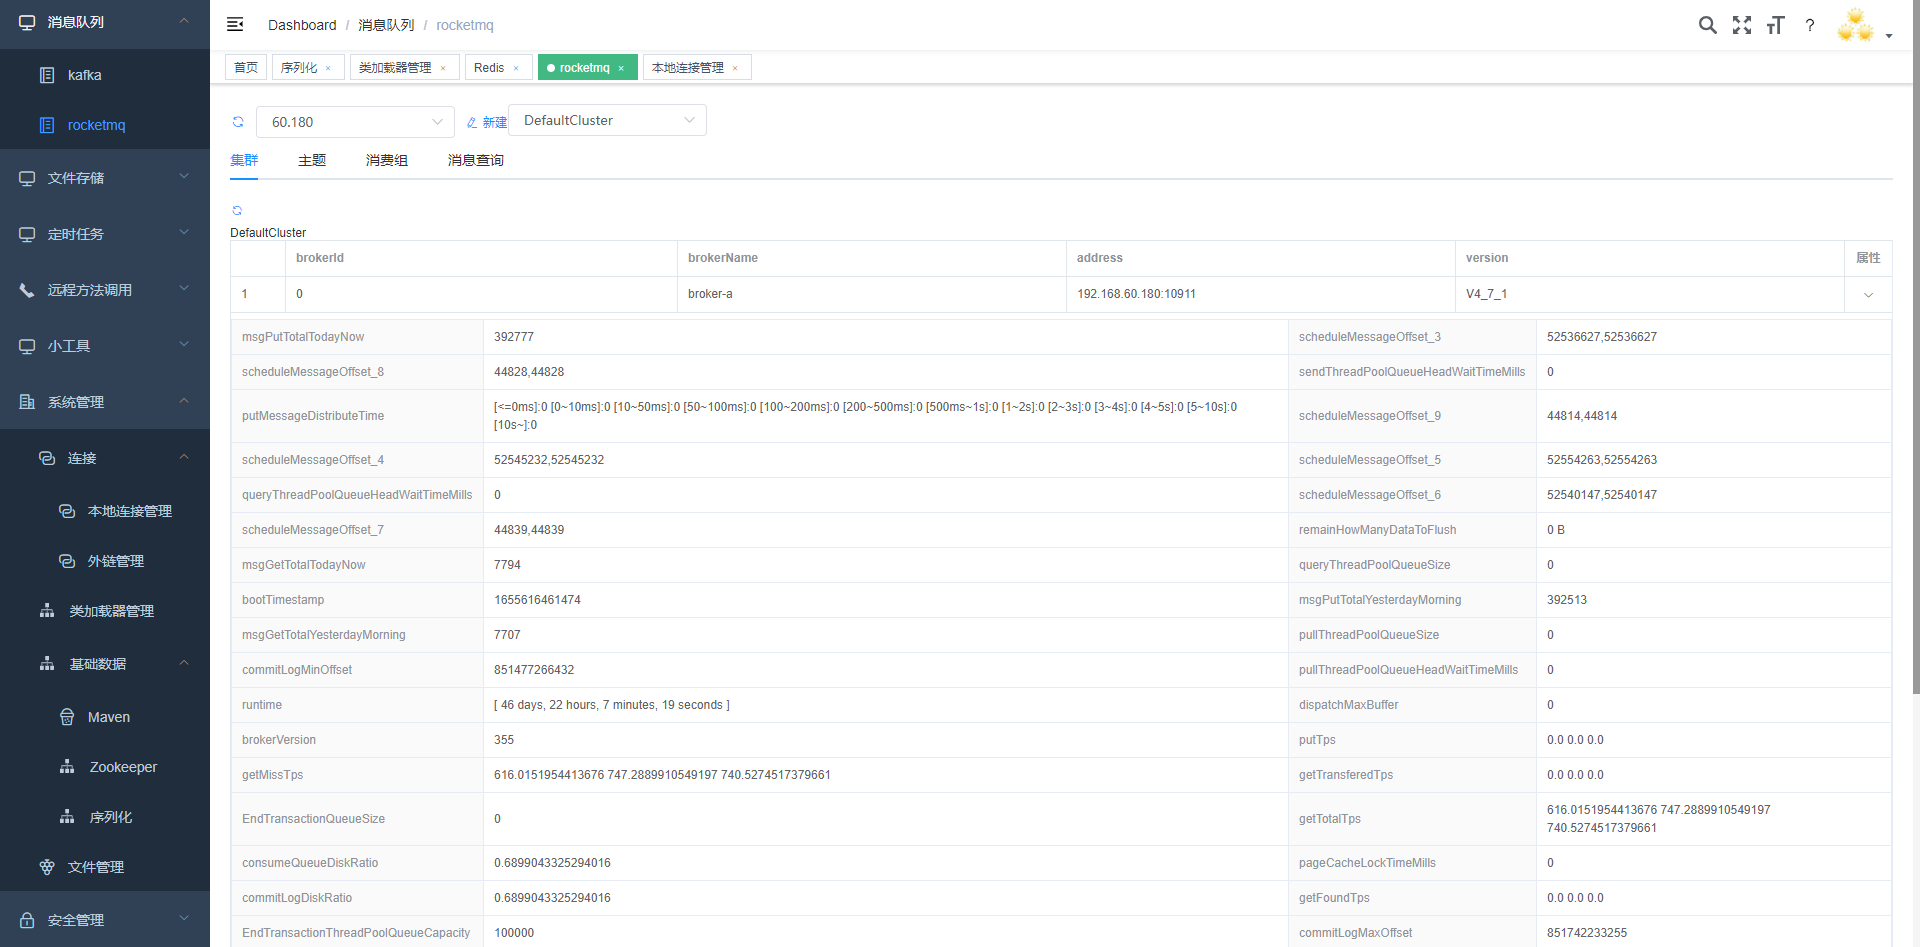 消息队列
kafka
rocketmq
文件存储
定时任务
远程方法调用
小工具
系统管理
连接
本地连接管理
外链管理
类加载器管理
基础数据
Maven
Zookeeper
序列化
文件管理
安全管理
Dashboard / 消息队列 / rocketmq
?
首页 序列化 × 类加载器管理 × Redis × rocketmq × 本地连接管理 ×
60.180 新建 DefaultCluster
集群 主题 消费组 消息查询
DefaultCluster
brokerId brokerName address version 属性
1 0 broker-a 192.168.60.180:10911 V4_7_1
msgPutTotalTodayNow 392777 scheduleMessageOffset_3 52536627,52536627
scheduleMessageOffset_8 44828,44828 sendThreadPoolQueueHeadWaitTimeMills 0
putMessageDistributeTime [<=0ms]:0 [0~10ms]:0 [10~50ms]:0 [50~100ms]:0 [100~200ms]:0 [200~500ms]:0 [500ms~1s]:0 [1~2s]:0 [2~3s]:0 [3~4s]:0 [4~5s]:0 [5~10s]:0
[10s~]:0 scheduleMessageOffset_9 44814,44814
scheduleMessageOffset_4 52545232,52545232 scheduleMessageOffset_5 52554263,52554263
queryThreadPoolQueueHeadWaitTimeMills 0 scheduleMessageOffset_6 52540147,52540147
scheduleMessageOffset_7 44839,44839 remainHowManyDataToFlush 0 B
msgGetTotalTodayNow 7794 queryThreadPoolQueueSize 0
bootTimestamp 1655616461474 msgPutTotalYesterdayMorning 392513
msgGetTotalYesterdayMorning 7707 pullThreadPoolQueueSize 0
commitLogMinOffset 851477266432 pullThreadPoolQueueHeadWaitTimeMills 0
runtime [ 46 days, 22 hours, 7 minutes, 19 seconds ] dispatchMaxBuffer 0
brokerVersion 355 putTps 0.0 0.0 0.0
getMissTps 616.0151954413676 747.2889910549197 740.5274517379661 getTransferedTps 0.0 0.0 0.0
EndTransactionQueueSize 0 getTotalTps 616.0151954413676 747.2889910549197
740.5274517379661
consumeQueueDiskRatio 0.6899043325294016 pageCacheLockTimeMills 0
commitLogDiskRatio 0.6899043325294016 getFoundTps 0.0 0.0 0.0
EndTransactionThreadPoolQueueCapacity 100000 commitLogMaxOffset 851742233255